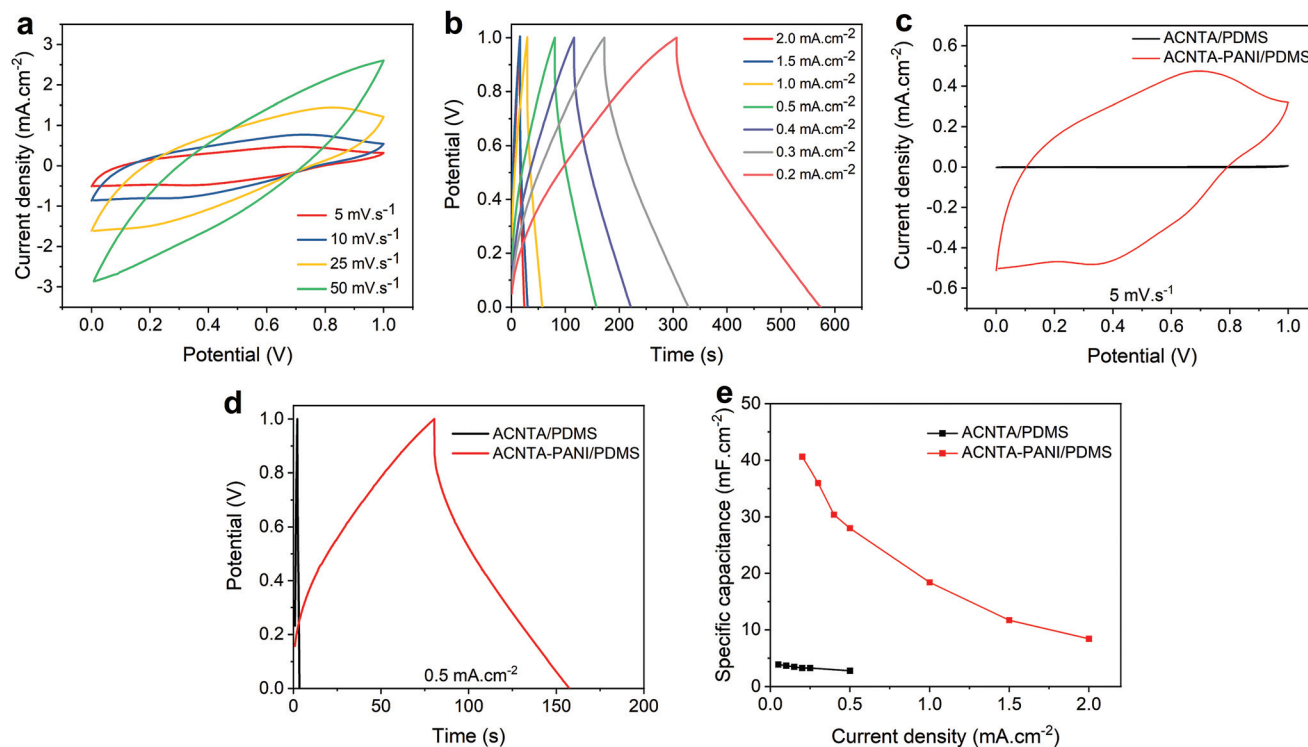 a
3
2
1
0
-1
-2
-3
0.0 0.2 0.4 0.6 0.8 1.0
Current density (mA.cm⁻²)
Potential (V)
5 mV.s⁻¹
10 mV.s⁻¹
25 mV.s⁻¹
50 mV.s⁻¹
b
1.0
0.8
0.6
0.4
0.2
0.0
0 100 200 300 400 500 600
Potential (V)
Time (s)
2.0 mA.cm⁻²
1.5 mA.cm⁻²
1.0 mA.cm⁻²
0.5 mA.cm⁻²
0.4 mA.cm⁻²
0.3 mA.cm⁻²
0.2 mA.cm⁻²
c
ACNTA/PDMS
ACNTA-PANI/PDMS
0.6
0.4
0.2
0.0
-0.2
-0.4
-0.6
5 mV.s⁻¹
0.0 0.2 0.4 0.6 0.8 1.0
Current density (mA.cm⁻²)
Potential (V)
d
ACNTA/PDMS
ACNTA-PANI/PDMS
1.0
0.8
0.6
0.4
0.2
0.0
0.5 mA.cm⁻²
0 50 100 150 200
Potential (V)
Time (s)
e
ACNTA/PDMS
ACNTA-PANI/PDMS
50
40
30
20
10
0
0.0 0.5 1.0 1.5 2.0
Specific capacitance (mF.cm⁻²)
Current density (mA.cm⁻²)